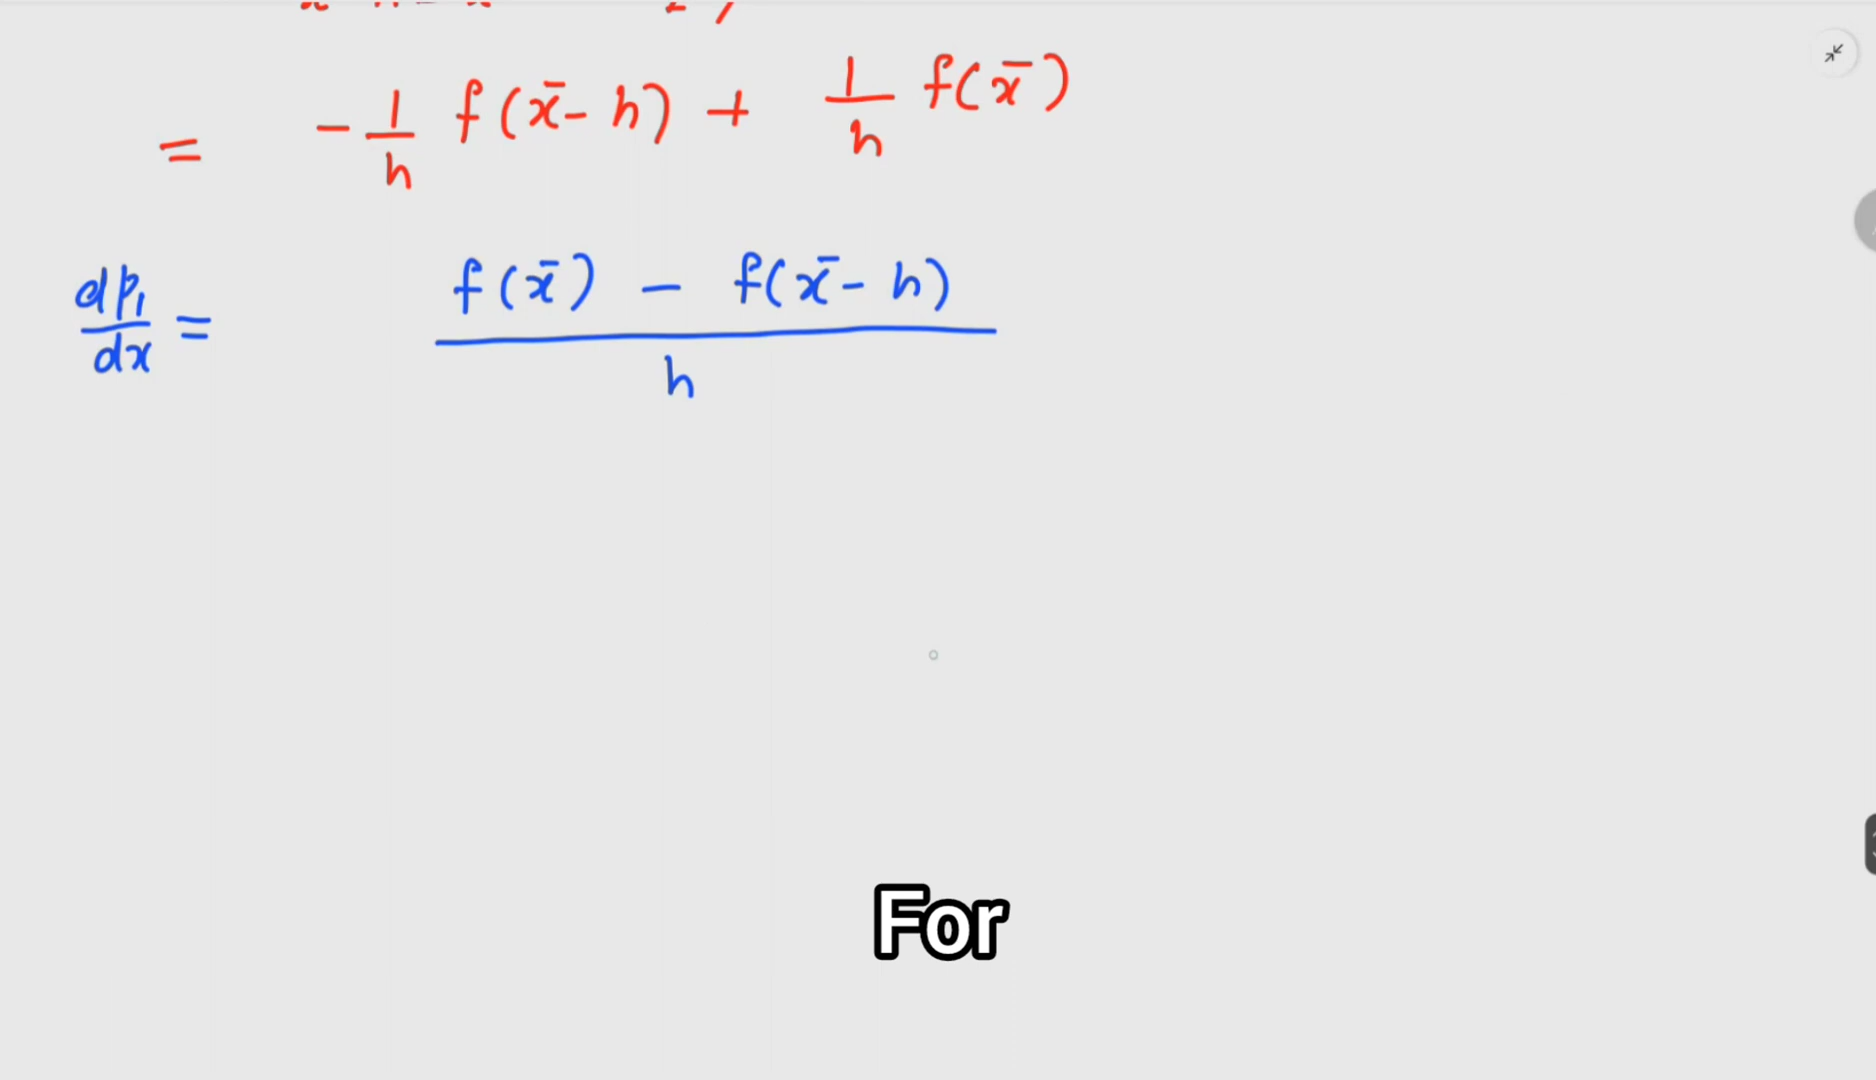 = -1/h f(x̄ - h) + 1/h f(x̄)
dp₁/dx = f(x̄) - f(x̄ - h) / h
For